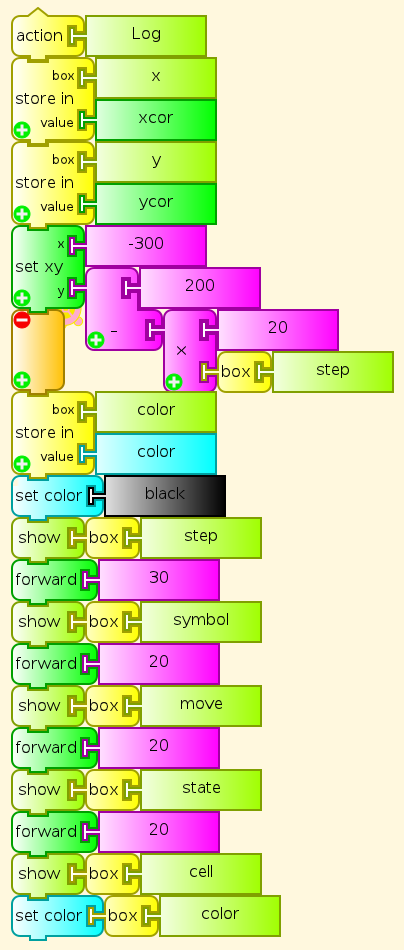 action Log
box x
store in
value xcor
box y
store in
value ycor
x -300
set xy
y 200
− 20
×
box step
box color
store in
value color
set color black
show box step
forward 30
show box symbol
forward 20
show box move
forward 20
show box state
forward 20
show box cell
set color box color